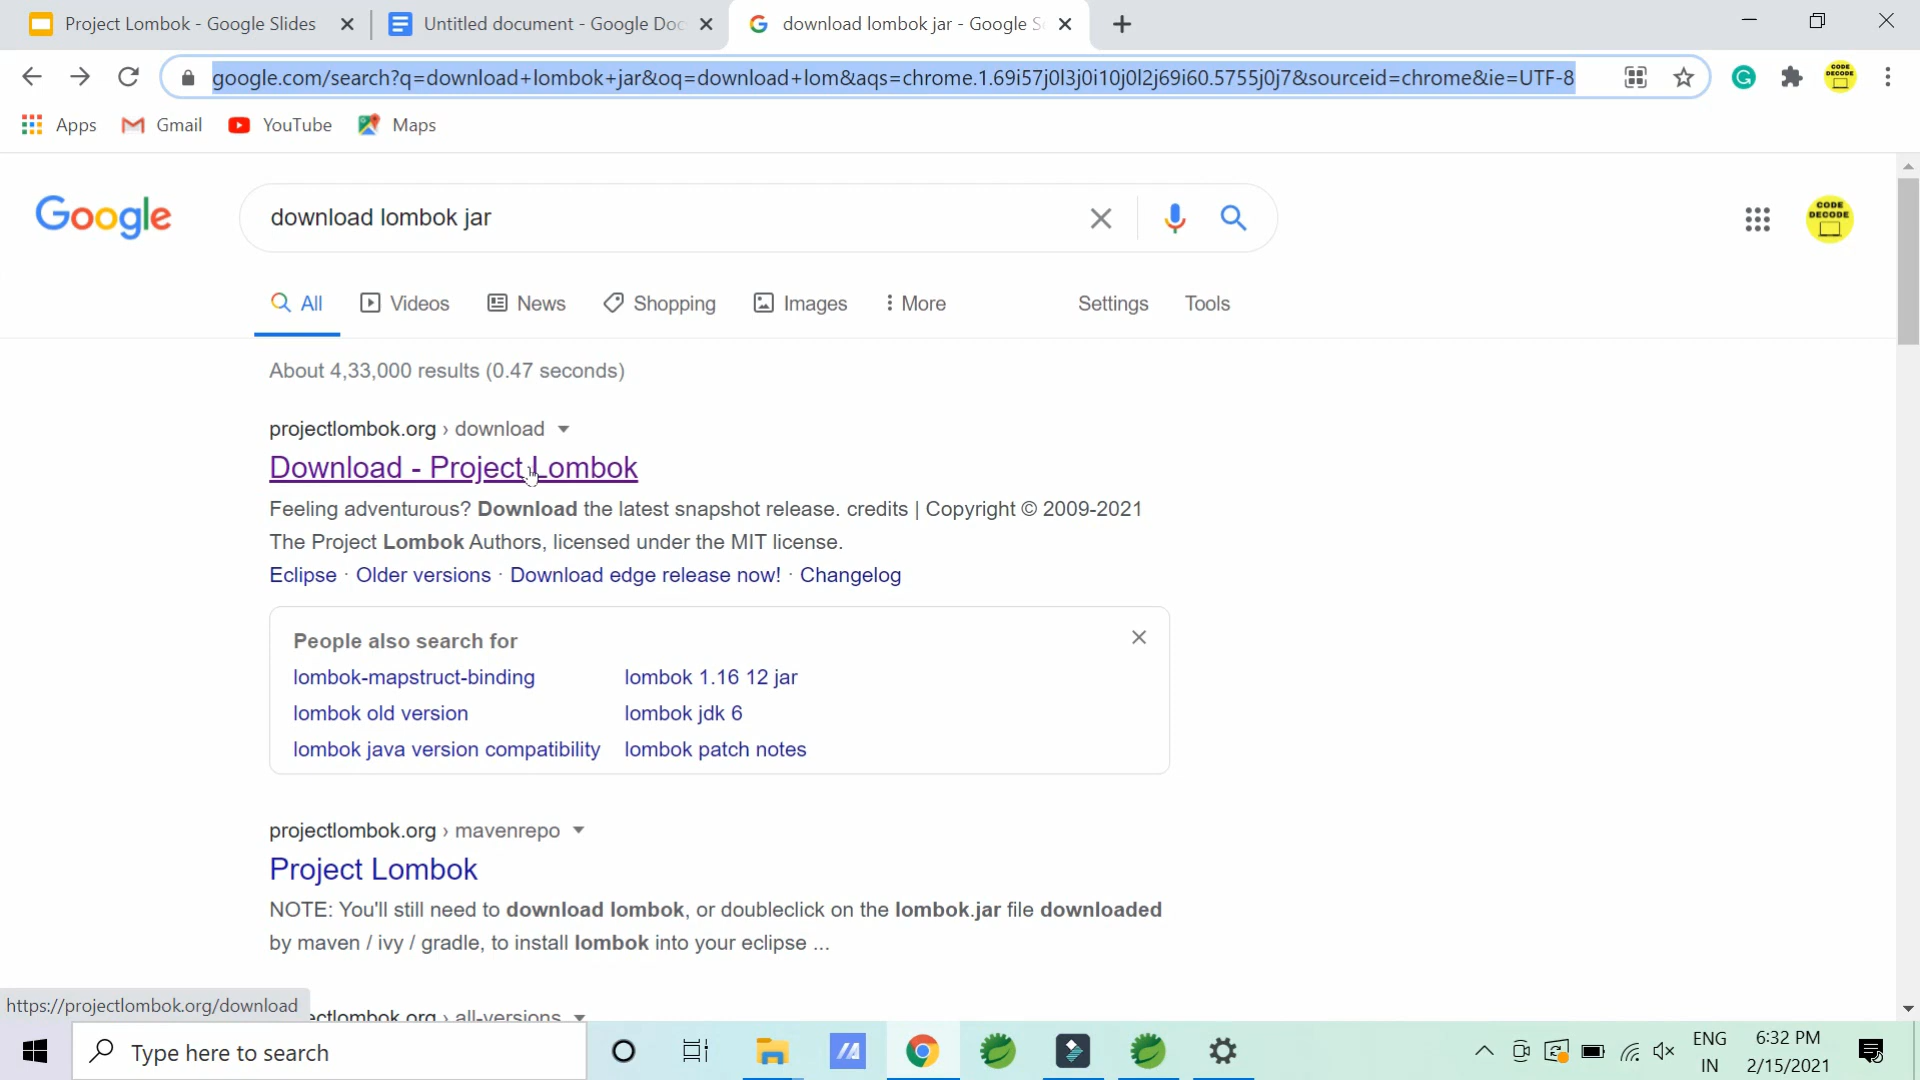 Project Lombok - Google Slides
Untitled document - Google Doc
download lombok jar - Google S
google.com/search?q=download+lombok+jar&oq=download+lom&aqs=chrome.1.69i57j0l3j0i10j0l2j69i60.5755j0j7&sourceid=chrome&ie=UTF-8
CODE DECODE
Apps Gmail YouTube Maps
Google
download lombok jar
CODE
DECODE
All Videos News Shopping Images More Settings Tools
About 4,33,000 results (0.47 seconds)
projectlombok.org › download
Download - Project Lombok
Feeling adventurous? Download the latest snapshot release. credits | Copyright © 2009-2021
The Project Lombok Authors, licensed under the MIT license.
Eclipse · Older versions · Download edge release now! · Changelog
People also search for
lombok-mapstruct-binding lombok 1.16 12 jar
lombok old version lombok jdk 6
lombok java version compatibility lombok patch notes
projectlombok.org › mavenrepo
Project Lombok
NOTE: You'll still need to download lombok, or doubleclick on the lombok.jar file downloaded
by maven / ivy / gradle, to install lombok into your eclipse ...
https://projectlombok.org/download
ectlombok.org › all-versions
Type here to search
ENG
IN
6:32 PM
2/15/2021